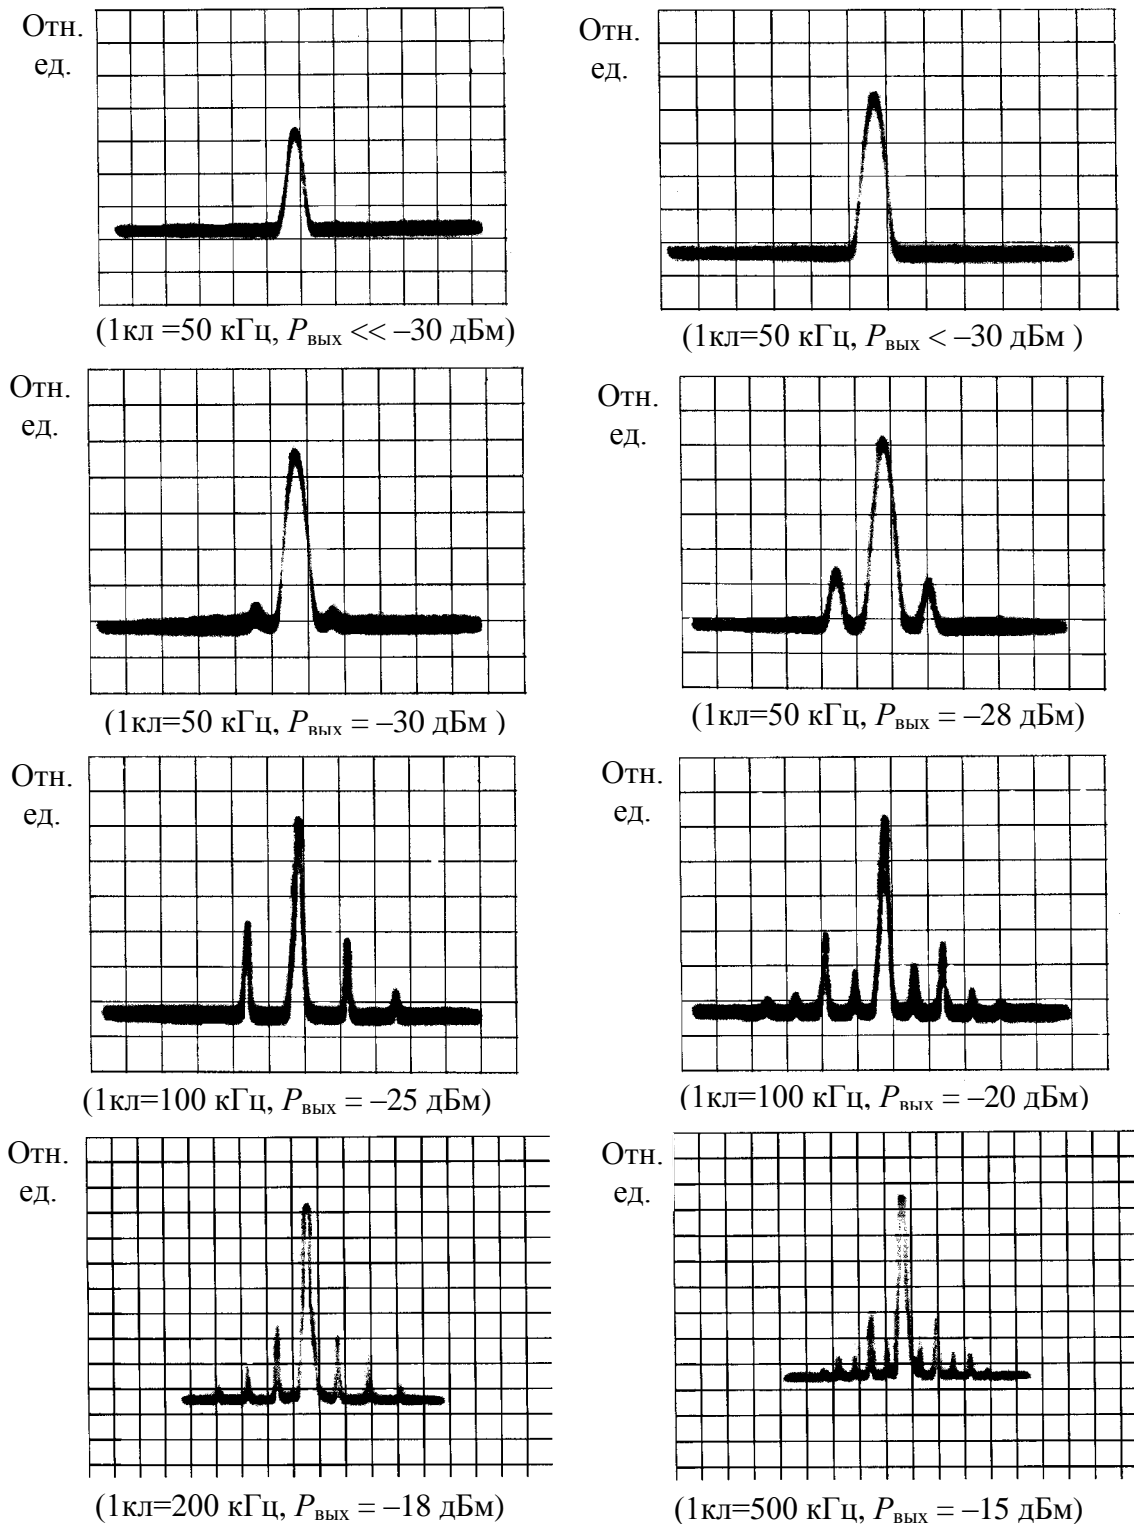 Отн.
ед.
Отн.
ед.
(1кл =50 кГц, Pвых << –30 дБм)
(1кл=50 кГц, Pвых < –30 дБм )
Отн.
ед.
Отн.
ед.
(1кл=50 кГц, Pвых = –30 дБм )
(1кл=50 кГц, Pвых = –28 дБм)
Отн.
ед.
Отн.
ед.
(1кл=100 кГц, Pвых = –25 дБм)
(1кл=100 кГц, Pвых = –20 дБм)
Отн.
ед.
Отн.
ед.
(1кл=200 кГц, Pвых = –18 дБм)
(1кл=500 кГц, Pвых = –15 дБм)